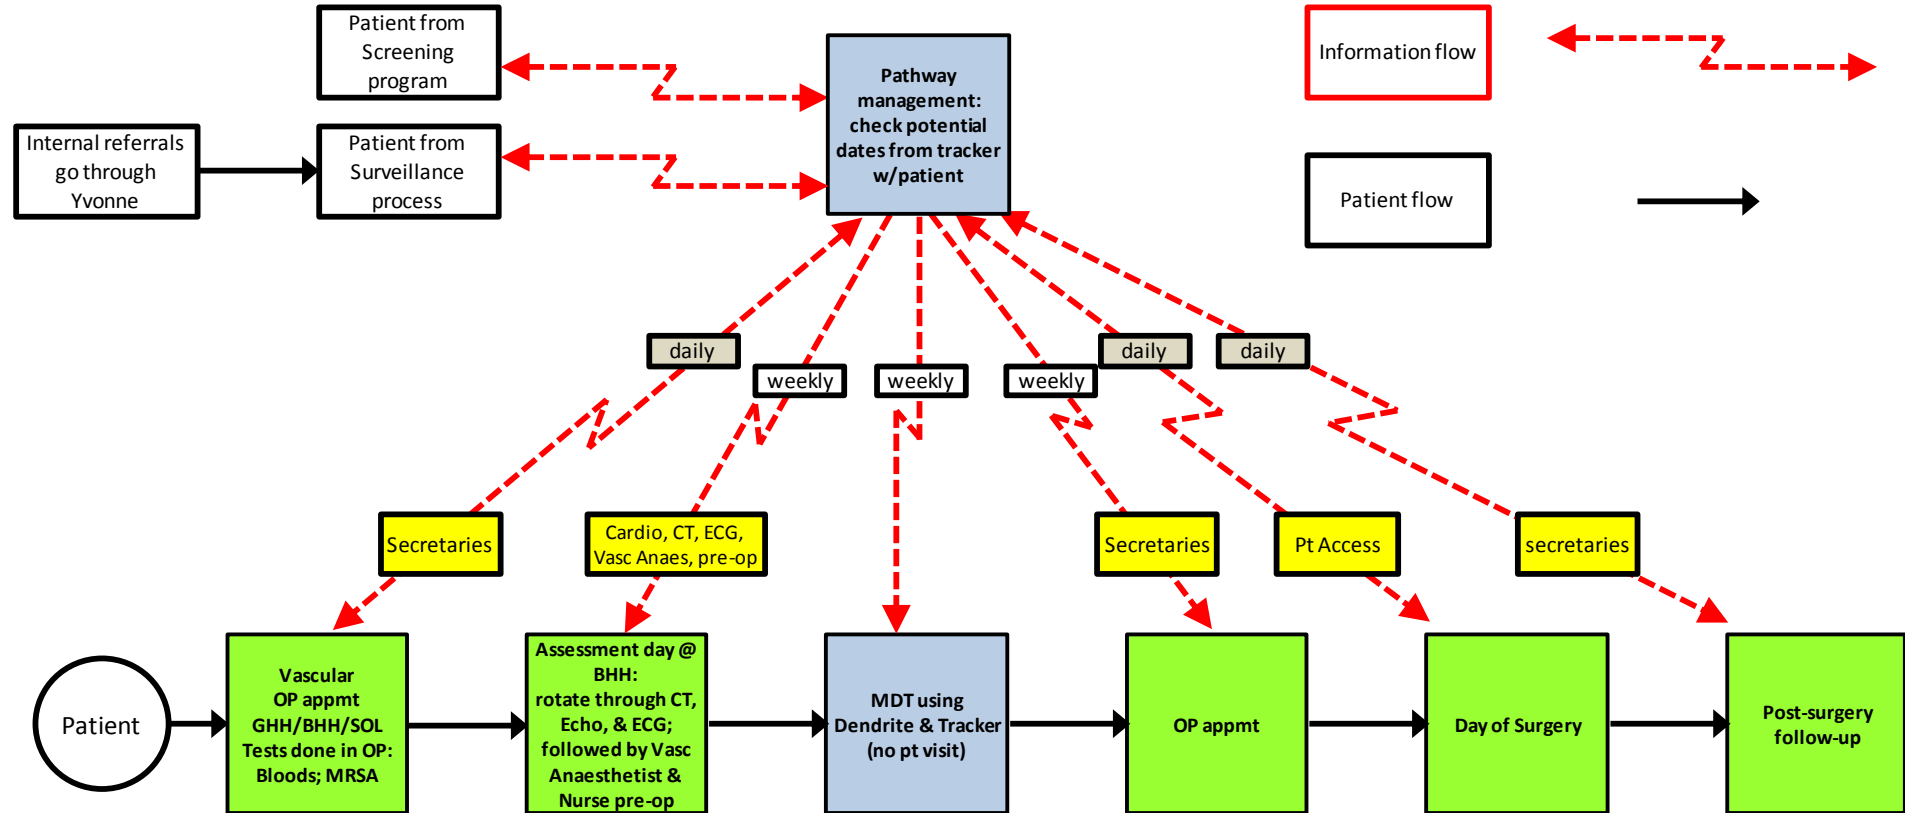 Patient from
Screening
program
Pathway
management:
check potential
dates from tracker
w/patient
Information flow
Internal referrals
go through
Yvonne
Patient from
Surveillance
process
Patient flow
daily
weekly
weekly
weekly
daily
daily
Secretaries
Cardio, CT, ECG,
Vasc Anaes, pre-op
Secretaries
Pt Access
secretaries
Patient
Vascular
OP appmt
GHH/BHH/SOL
Tests done in OP:
Bloods; MRSA
Assessment day @
BHH:
rotate through CT,
Echo, & ECG;
followed by Vasc
Anaesthetist &
Nurse pre-op
MDT using
Dendrite & Tracker
(no pt visit)
OP appmt
Day of Surgery
Post-surgery
follow-up